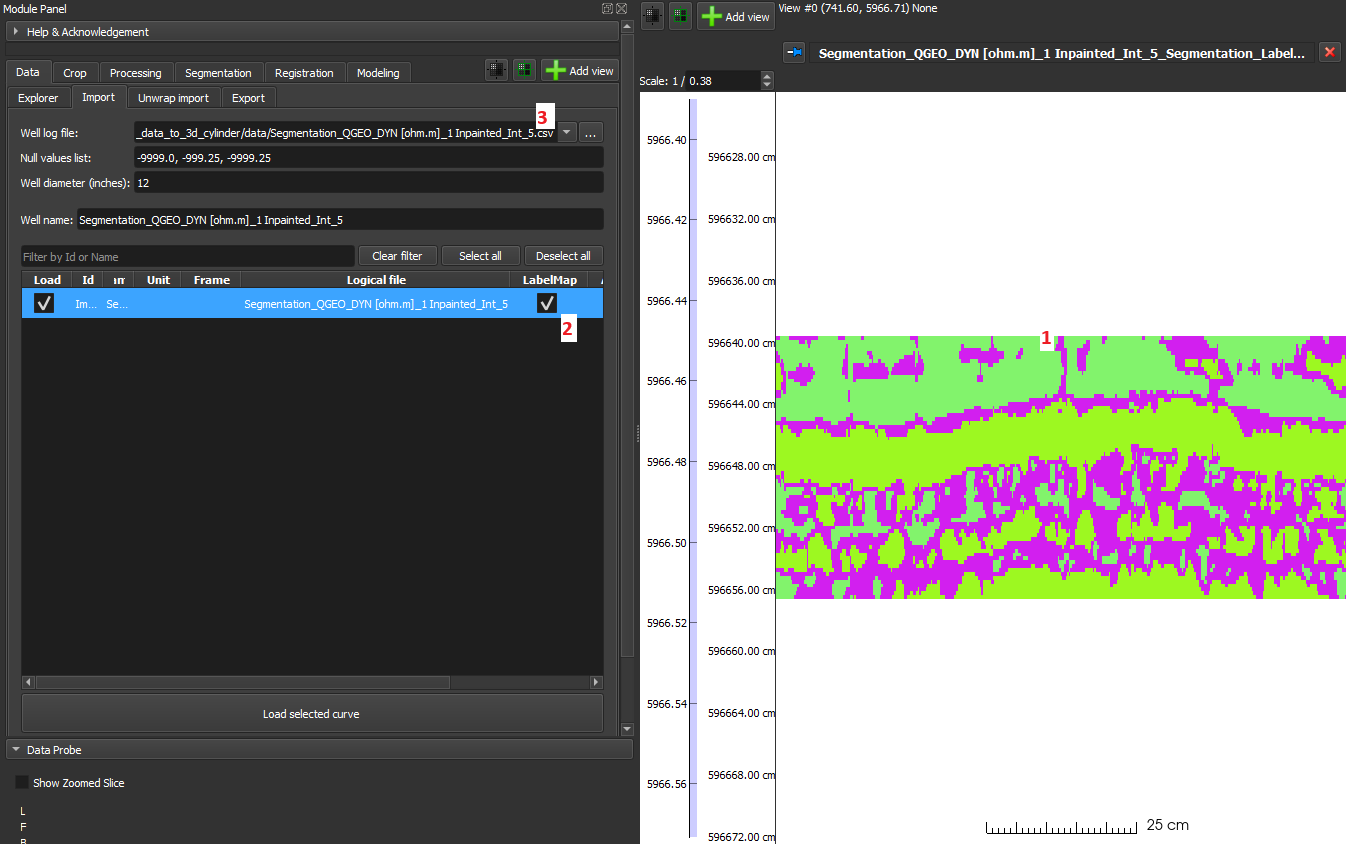 Module Panel
Help & Acknowledgement
Data Crop Processing Segmentation Registration Modeling Add view
Explorer Import Unwrap import Export
3
Well log file: _data_to_3d_cylinder/data/Segmentation_QGEO_DYN [ohm.m]_1 Inpainted_Int_5.csv ...
Null values list: -9999.0, -999.25, -9999.25
Well diameter (inches): 12
Well name: Segmentation_QGEO_DYN [ohm.m]_1 Inpainted_Int_5
Filter by Id or Name Clear filter Select all Deselect all
Load Id Unit Frame Logical file LabelMap
Im... Se... Segmentation_QGEO_DYN [ohm.m]_1 Inpainted_Int_5
2
Load selected curve
Data Probe
Show Zoomed Slice
L
F
B
Add view View #0 (741.60, 5966.71) None
Segmentation_QGEO_DYN [ohm.m]_1 Inpainted_Int_5_Segmentation_Label...
Scale: 1 / 0.38
5966.40
5966.42
5966.44
5966.46
5966.48
5966.50
5966.52
5966.54
5966.56
596628.00 cm
596632.00 cm
596636.00 cm
596640.00 cm
596644.00 cm
596648.00 cm
596652.00 cm
596656.00 cm
596660.00 cm
596664.00 cm
596668.00 cm
596672.00 cm
1
25 cm